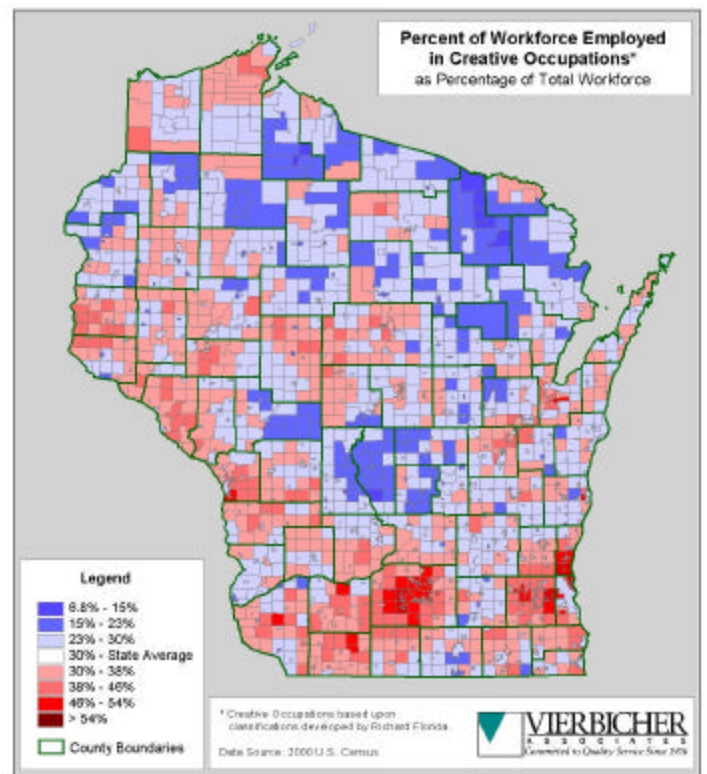 Percent of Workforce Employed
in Creative Occupations*
as Percentage of Total Workforce
Legend
6.8% - 15%
15% - 23%
23% - 30%
30% - State Average
30% - 38%
38% - 46%
46% - 54%
> 54%
County Boundaries
* Creative Occupations based upon
classifications developed by Richard Florida.
Data Source: 2000 U.S. Census
VIERBICHER
ASSOCIATES
Committed to Quality Service Since 1976